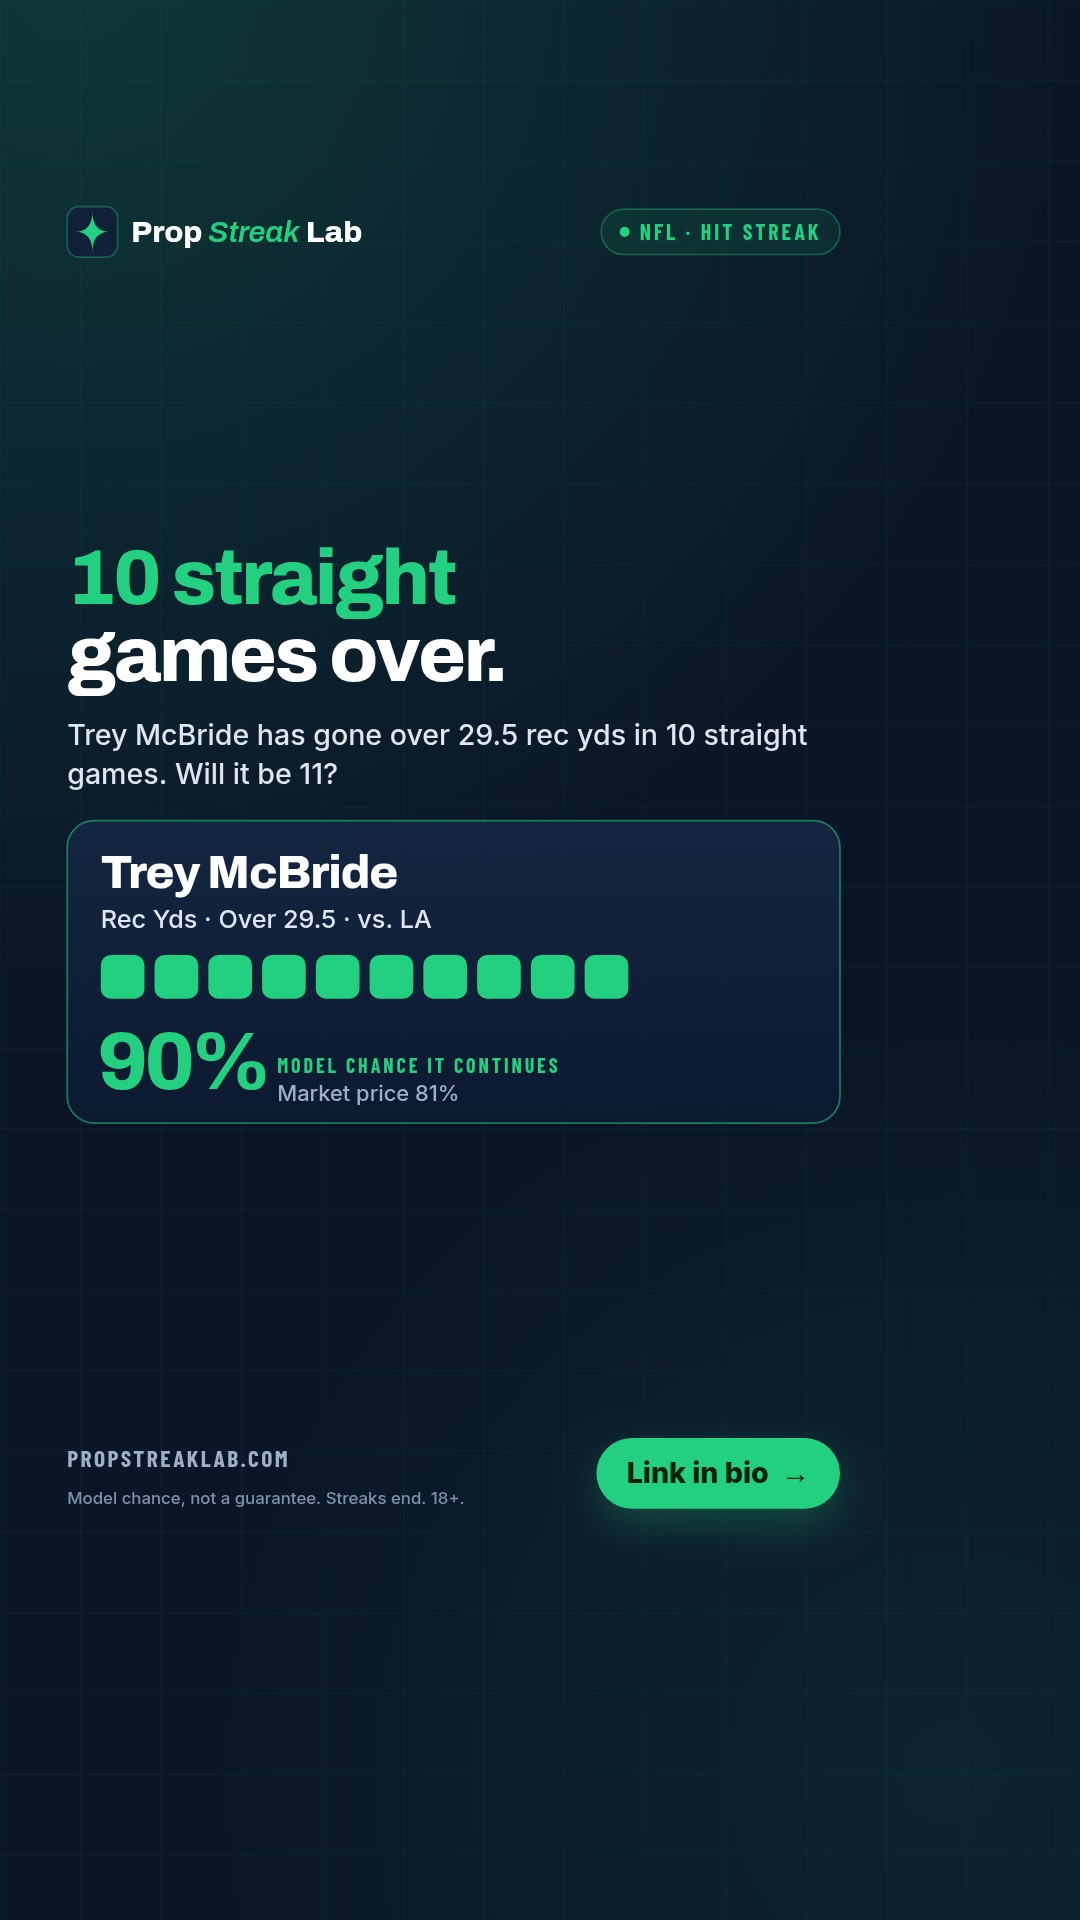 Prop Streak Lab
NFL · HIT STREAK
10 straight
games over.
Trey McBride has gone over 29.5 rec yds in 10 straight
games. Will it be 11?
Trey McBride
Rec Yds · Over 29.5 · vs. LA
90% MODEL CHANCE IT CONTINUES
Market price 81%
PROPSTREAKLAB.COM
Model chance, not a guarantee. Streaks end. 18+.
Link in bio →